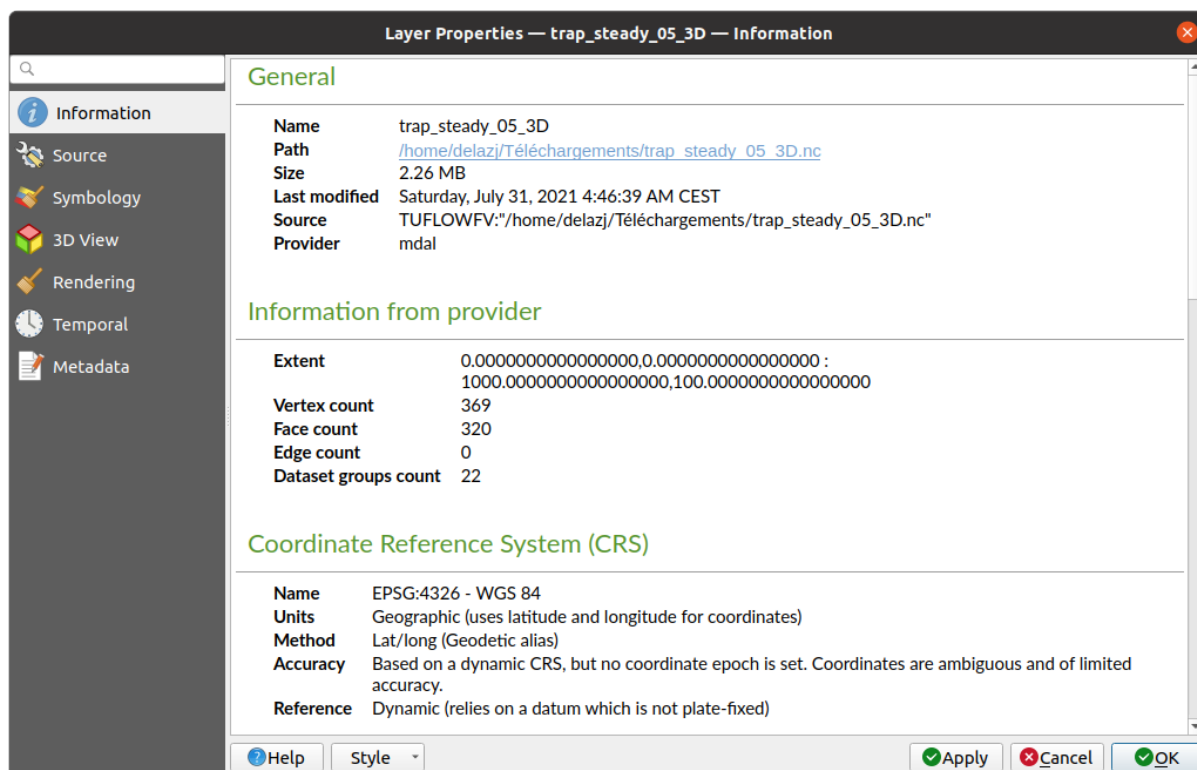 Layer Properties — trap_steady_05_3D — Information
Information
Source
Symbology
3D View
Rendering
Temporal
Metadata
General
Name trap_steady_05_3D
Path /home/delazj/Téléchargements/trap_steady_05_3D.nc
Size 2.26 MB
Last modified Saturday, July 31, 2021 4:46:39 AM CEST
Source TUFLOWFV:"/home/delazj/Téléchargements/trap_steady_05_3D.nc"
Provider mdal
Information from provider
Extent 0.0000000000000000,0.0000000000000000 :
1000.0000000000000000,100.0000000000000000
Vertex count 369
Face count 320
Edge count 0
Dataset groups count 22
Coordinate Reference System (CRS)
Name EPSG:4326 - WGS 84
Units Geographic (uses latitude and longitude for coordinates)
Method Lat/long (Geodetic alias)
Accuracy Based on a dynamic CRS, but no coordinate epoch is set. Coordinates are ambiguous and of limited
accuracy.
Reference Dynamic (relies on a datum which is not plate-fixed)
Help Style Apply Cancel OK